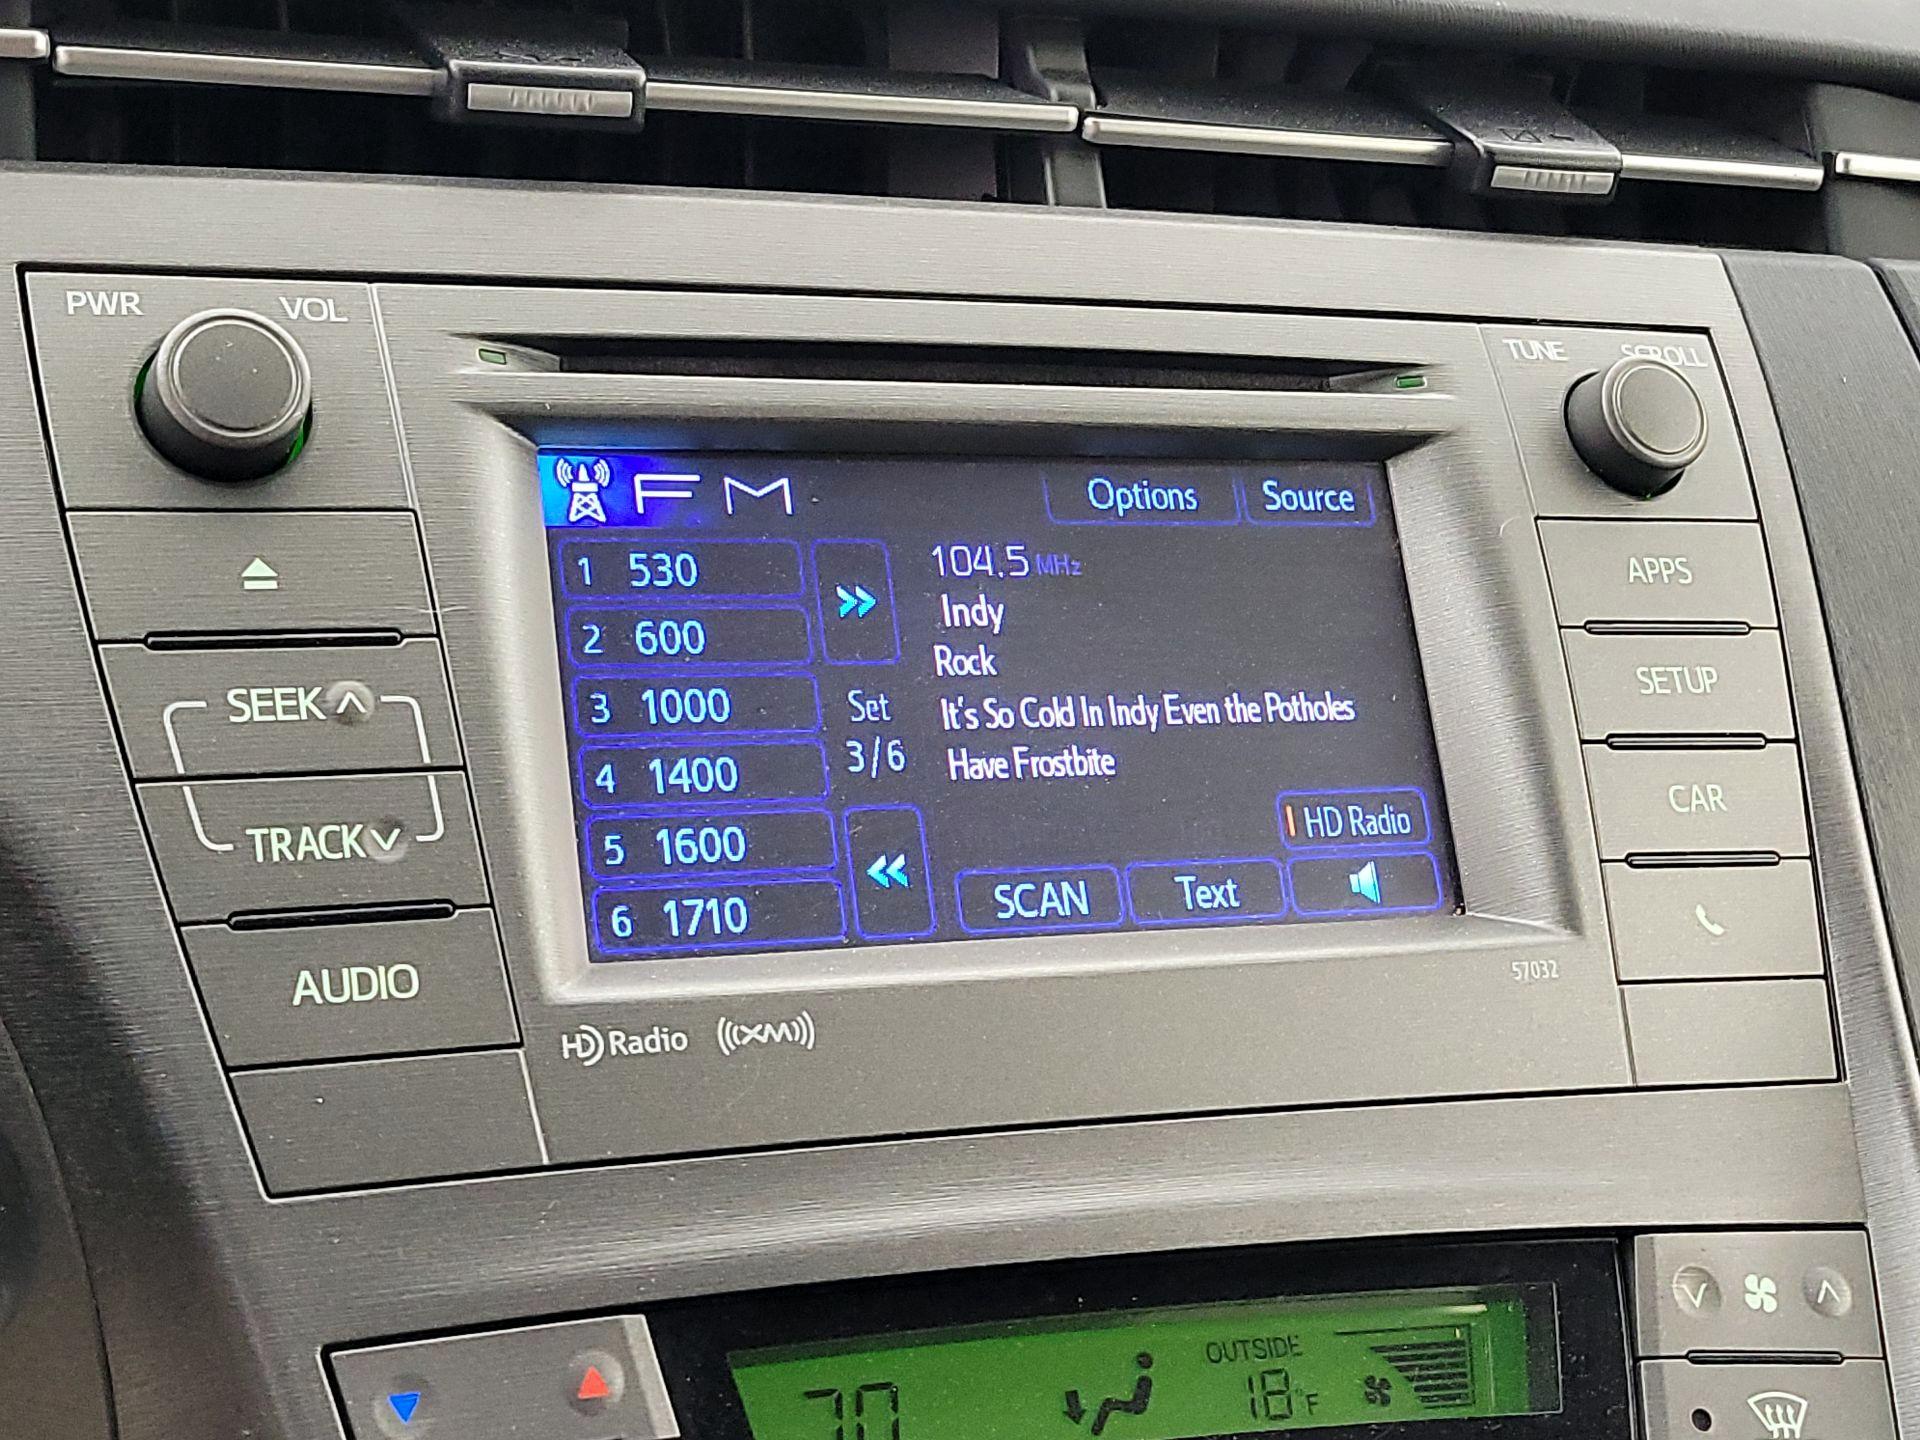 PWR VOL
TUNE SCROLL
FM
Options
Source
1 530
2 600
3 1000
4 1400
5 1600
6 1710
Set
3/6
104.5 MHz
Indy
Rock
It's So Cold In Indy Even the Potholes
Have Frostbite
HD Radio
SCAN
Text
SEEK
TRACK
AUDIO
APPS
SETUP
CAR
57032
HD Radio
((XM))
70
OUTSIDE
18°F